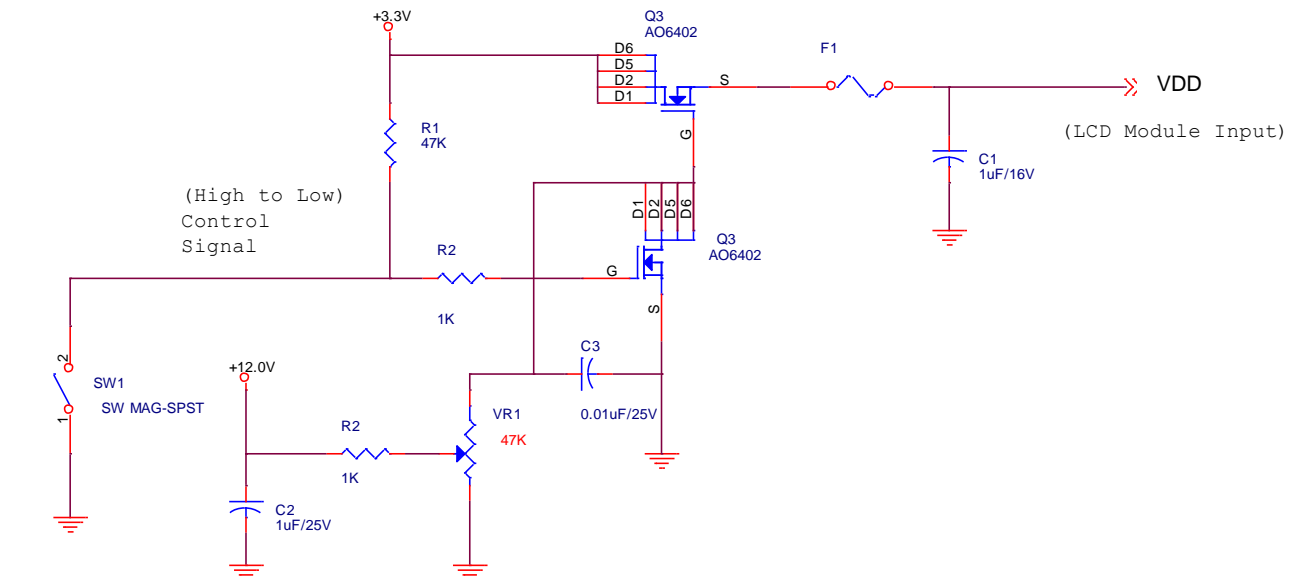 +3.3V
Q3
AO6402
D6
D5
D2
D1
S
G
F1
VDD
(LCD Module Input)
R1
47K
C1
1uF/16V
(High to Low)
Control
Signal
D1
D2
D5
D6
Q3
AO6402
R2
1K
G
S
2
1
SW1
SW MAG-SPST
+12.0V
C3
0.01uF/25V
R2
1K
VR1
47K
C2
1uF/25V